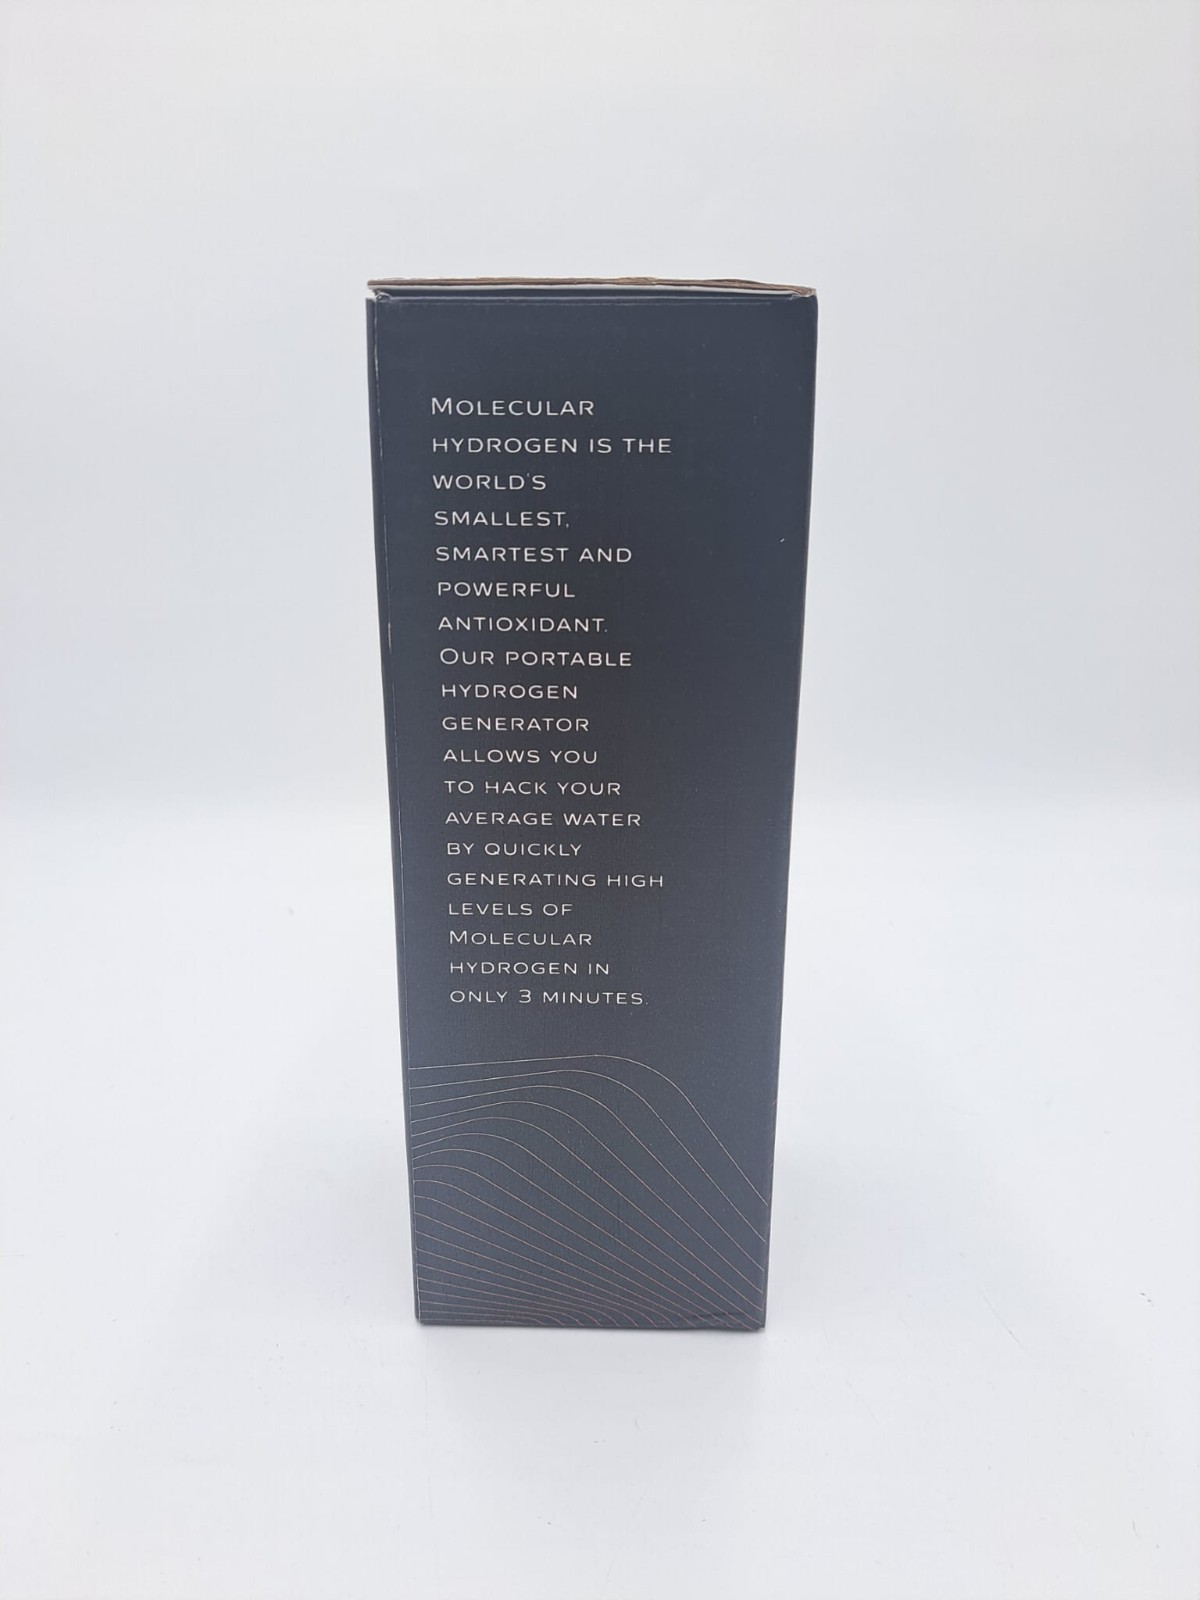 MOLECULAR
HYDROGEN IS THE
WORLD'S
SMALLEST,
SMARTEST AND
POWERFUL
ANTIOXIDANT.
OUR PORTABLE
HYDROGEN
GENERATOR
ALLOWS YOU
TO HACK YOUR
AVERAGE WATER
BY QUICKLY
GENERATING HIGH
LEVELS OF
MOLECULAR
HYDROGEN IN
ONLY 3 MINUTES.